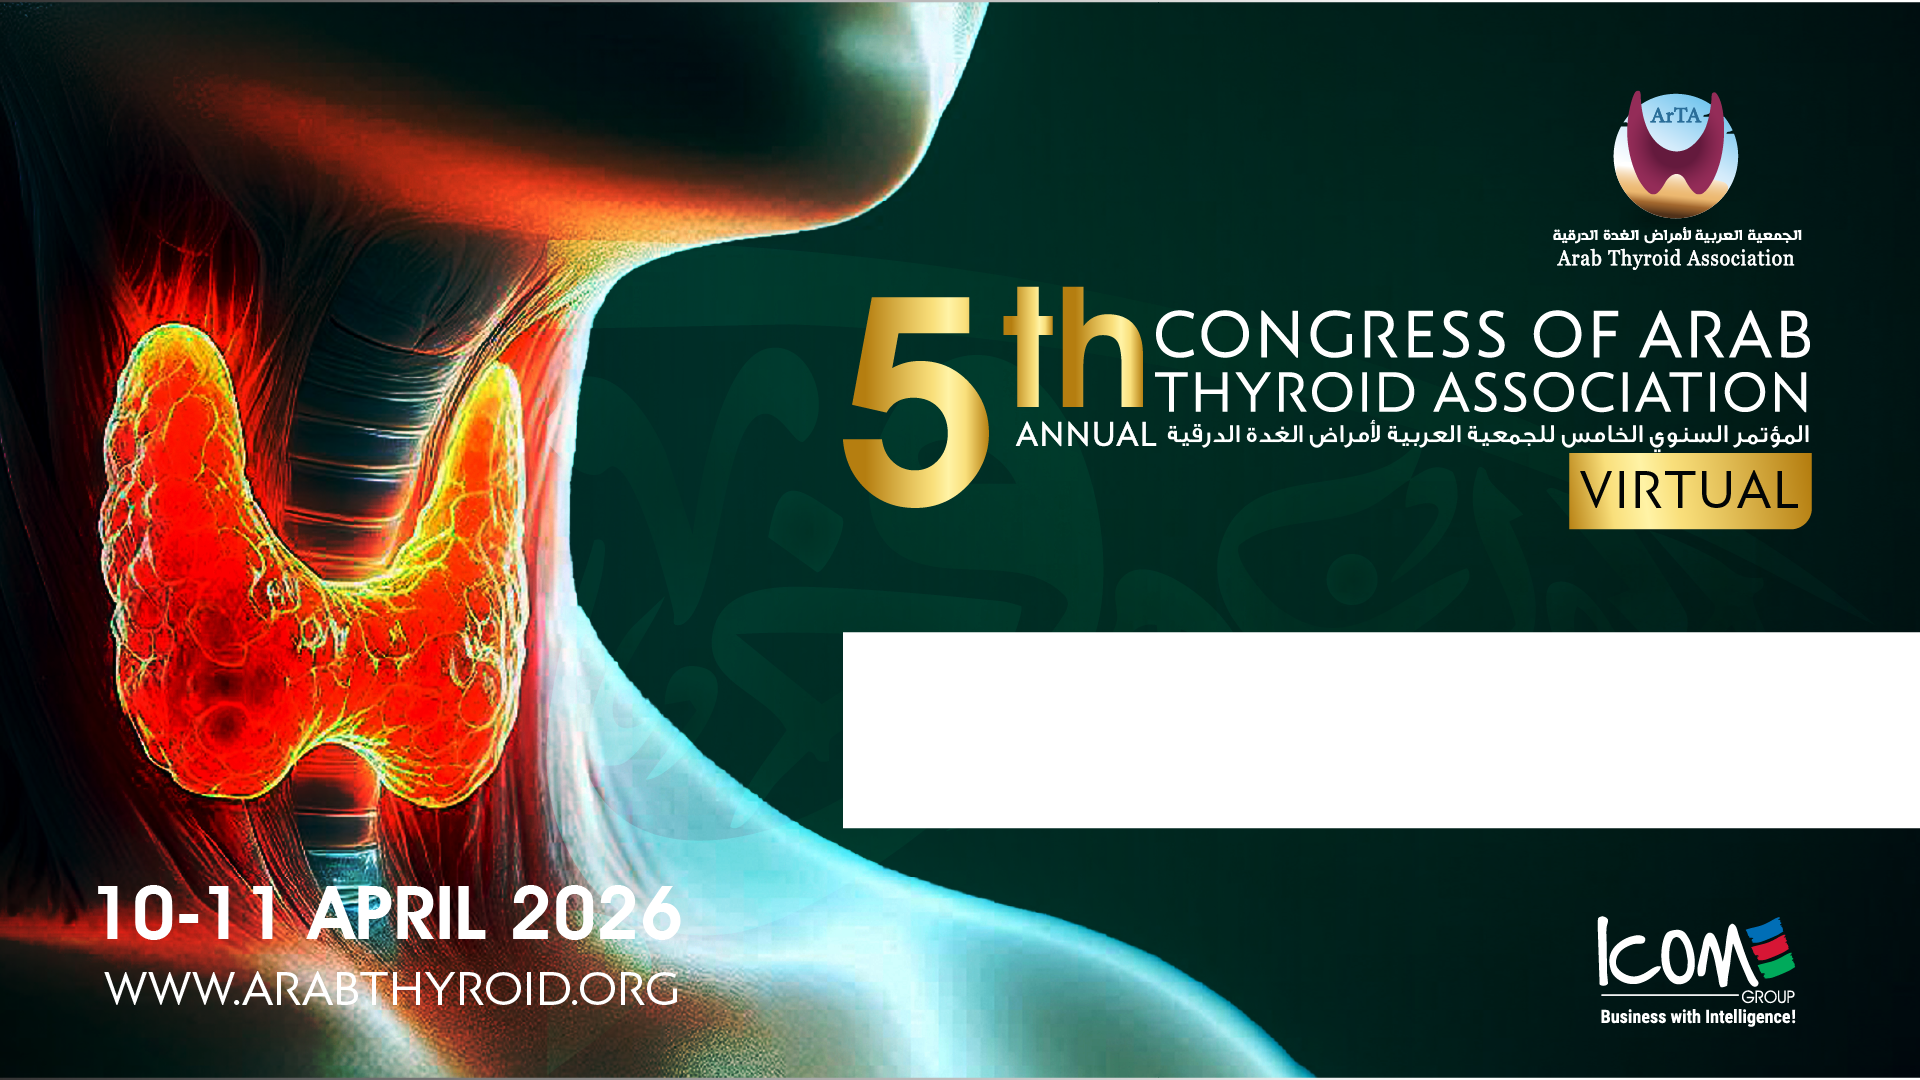 ArTA
الجمعية العربية لأمراض الغدة الدرقية
Arab Thyroid Association
5th CONGRESS OF ARAB
THYROID ASSOCIATION
ANNUAL المؤتمر السنوي الخامس للجمعية العربية لأمراض الغدة الدرقية
VIRTUAL
10-11 APRIL 2026
WWW.ARABTHYROID.ORG
ICOM
GROUP
Business with Intelligence!